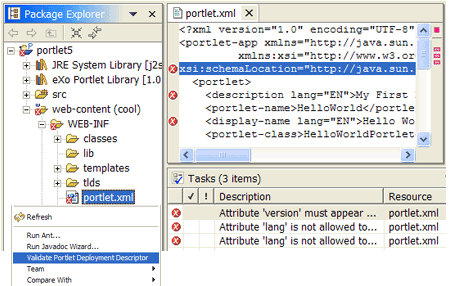 Package Explorer
portlet5
JRE System Library [j2s
eXo Portlet Library [1.0
src
web-content (cool)
WEB-INF
classes
lib
templates
tlds
portlet.xml
Refresh
Run Ant...
Run Javadoc Wizard...
Validate Portlet Deployment Descriptor
Team
Compare With
portlet.xml
<?xml version="1.0" encoding="UTF-8"
<portlet-app xmlns="http://java.sun.
xmlns:xsi="http://www.w3.or
xsi:schemaLocation="http://java.sun.
<portlet>
<description lang="EN">My First
<portlet-name>HelloWorld</portle
<display-name lang="EN">Hello Wo
<portlet-class>HelloWorldPortlet
Tasks (3 items)
✓ ! Description Resource
Attribute 'version' must appear ... portlet.xml
Attribute 'lang' is not allowed to... portlet.xml
Attribute 'lang' is not allowed to... portlet.xml